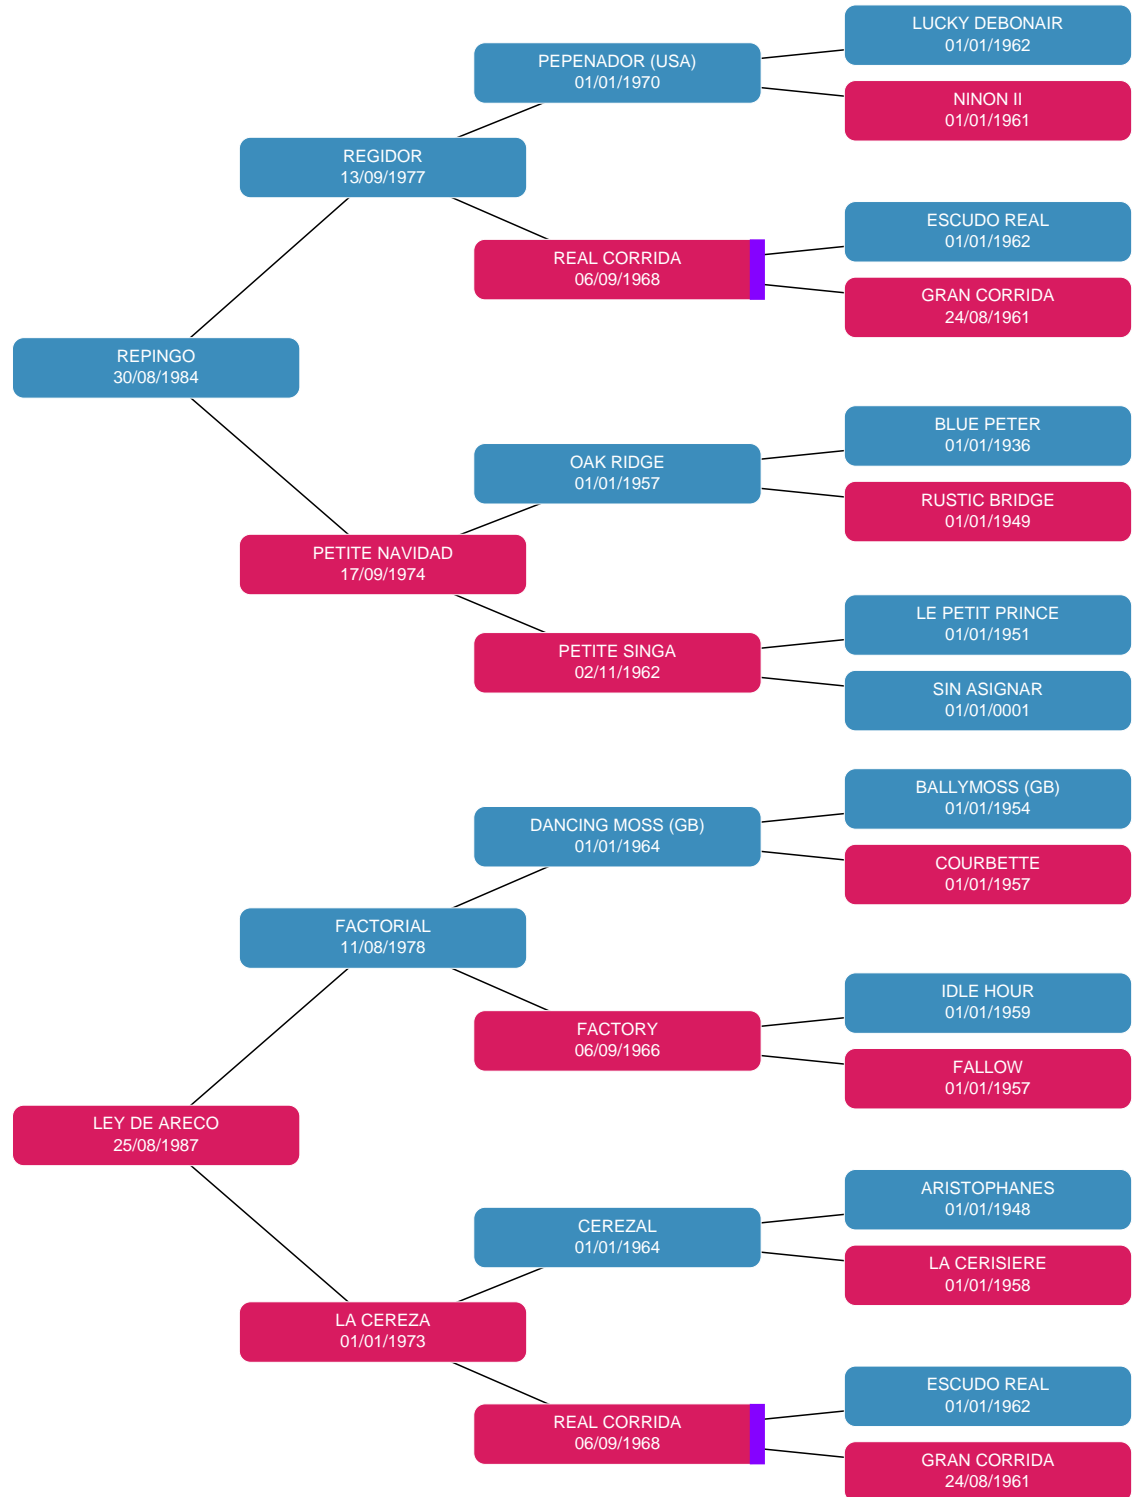 LUCKY DEBONAIR
01/01/1962
PEPENADOR (USA)
01/01/1970
NINON II
01/01/1961
REGIDOR
13/09/1977
ESCUDO REAL
01/01/1962
REAL CORRIDA
06/09/1968
GRAN CORRIDA
24/08/1961
REPINGO
30/08/1984
BLUE PETER
01/01/1936
OAK RIDGE
01/01/1957
RUSTIC BRIDGE
01/01/1949
PETITE NAVIDAD
17/09/1974
LE PETIT PRINCE
01/01/1951
PETITE SINGA
02/11/1962
SIN ASIGNAR
01/01/0001
BALLYMOSS (GB)
01/01/1954
DANCING MOSS (GB)
01/01/1964
COURBETTE
01/01/1957
FACTORIAL
11/08/1978
IDLE HOUR
01/01/1959
FACTORY
06/09/1966
FALLOW
01/01/1957
LEY DE ARECO
25/08/1987
ARISTOPHANES
01/01/1948
CEREZAL
01/01/1964
LA CERISIERE
01/01/1958
LA CEREZA
01/01/1973
ESCUDO REAL
01/01/1962
REAL CORRIDA
06/09/1968
GRAN CORRIDA
24/08/1961